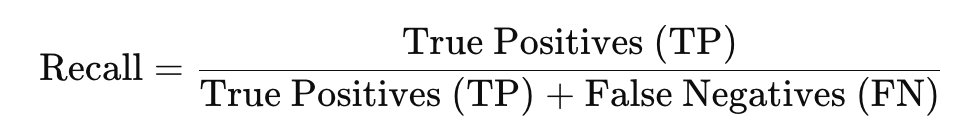 Recall = True Positives (TP)
True Positives (TP) + False Negatives (FN)